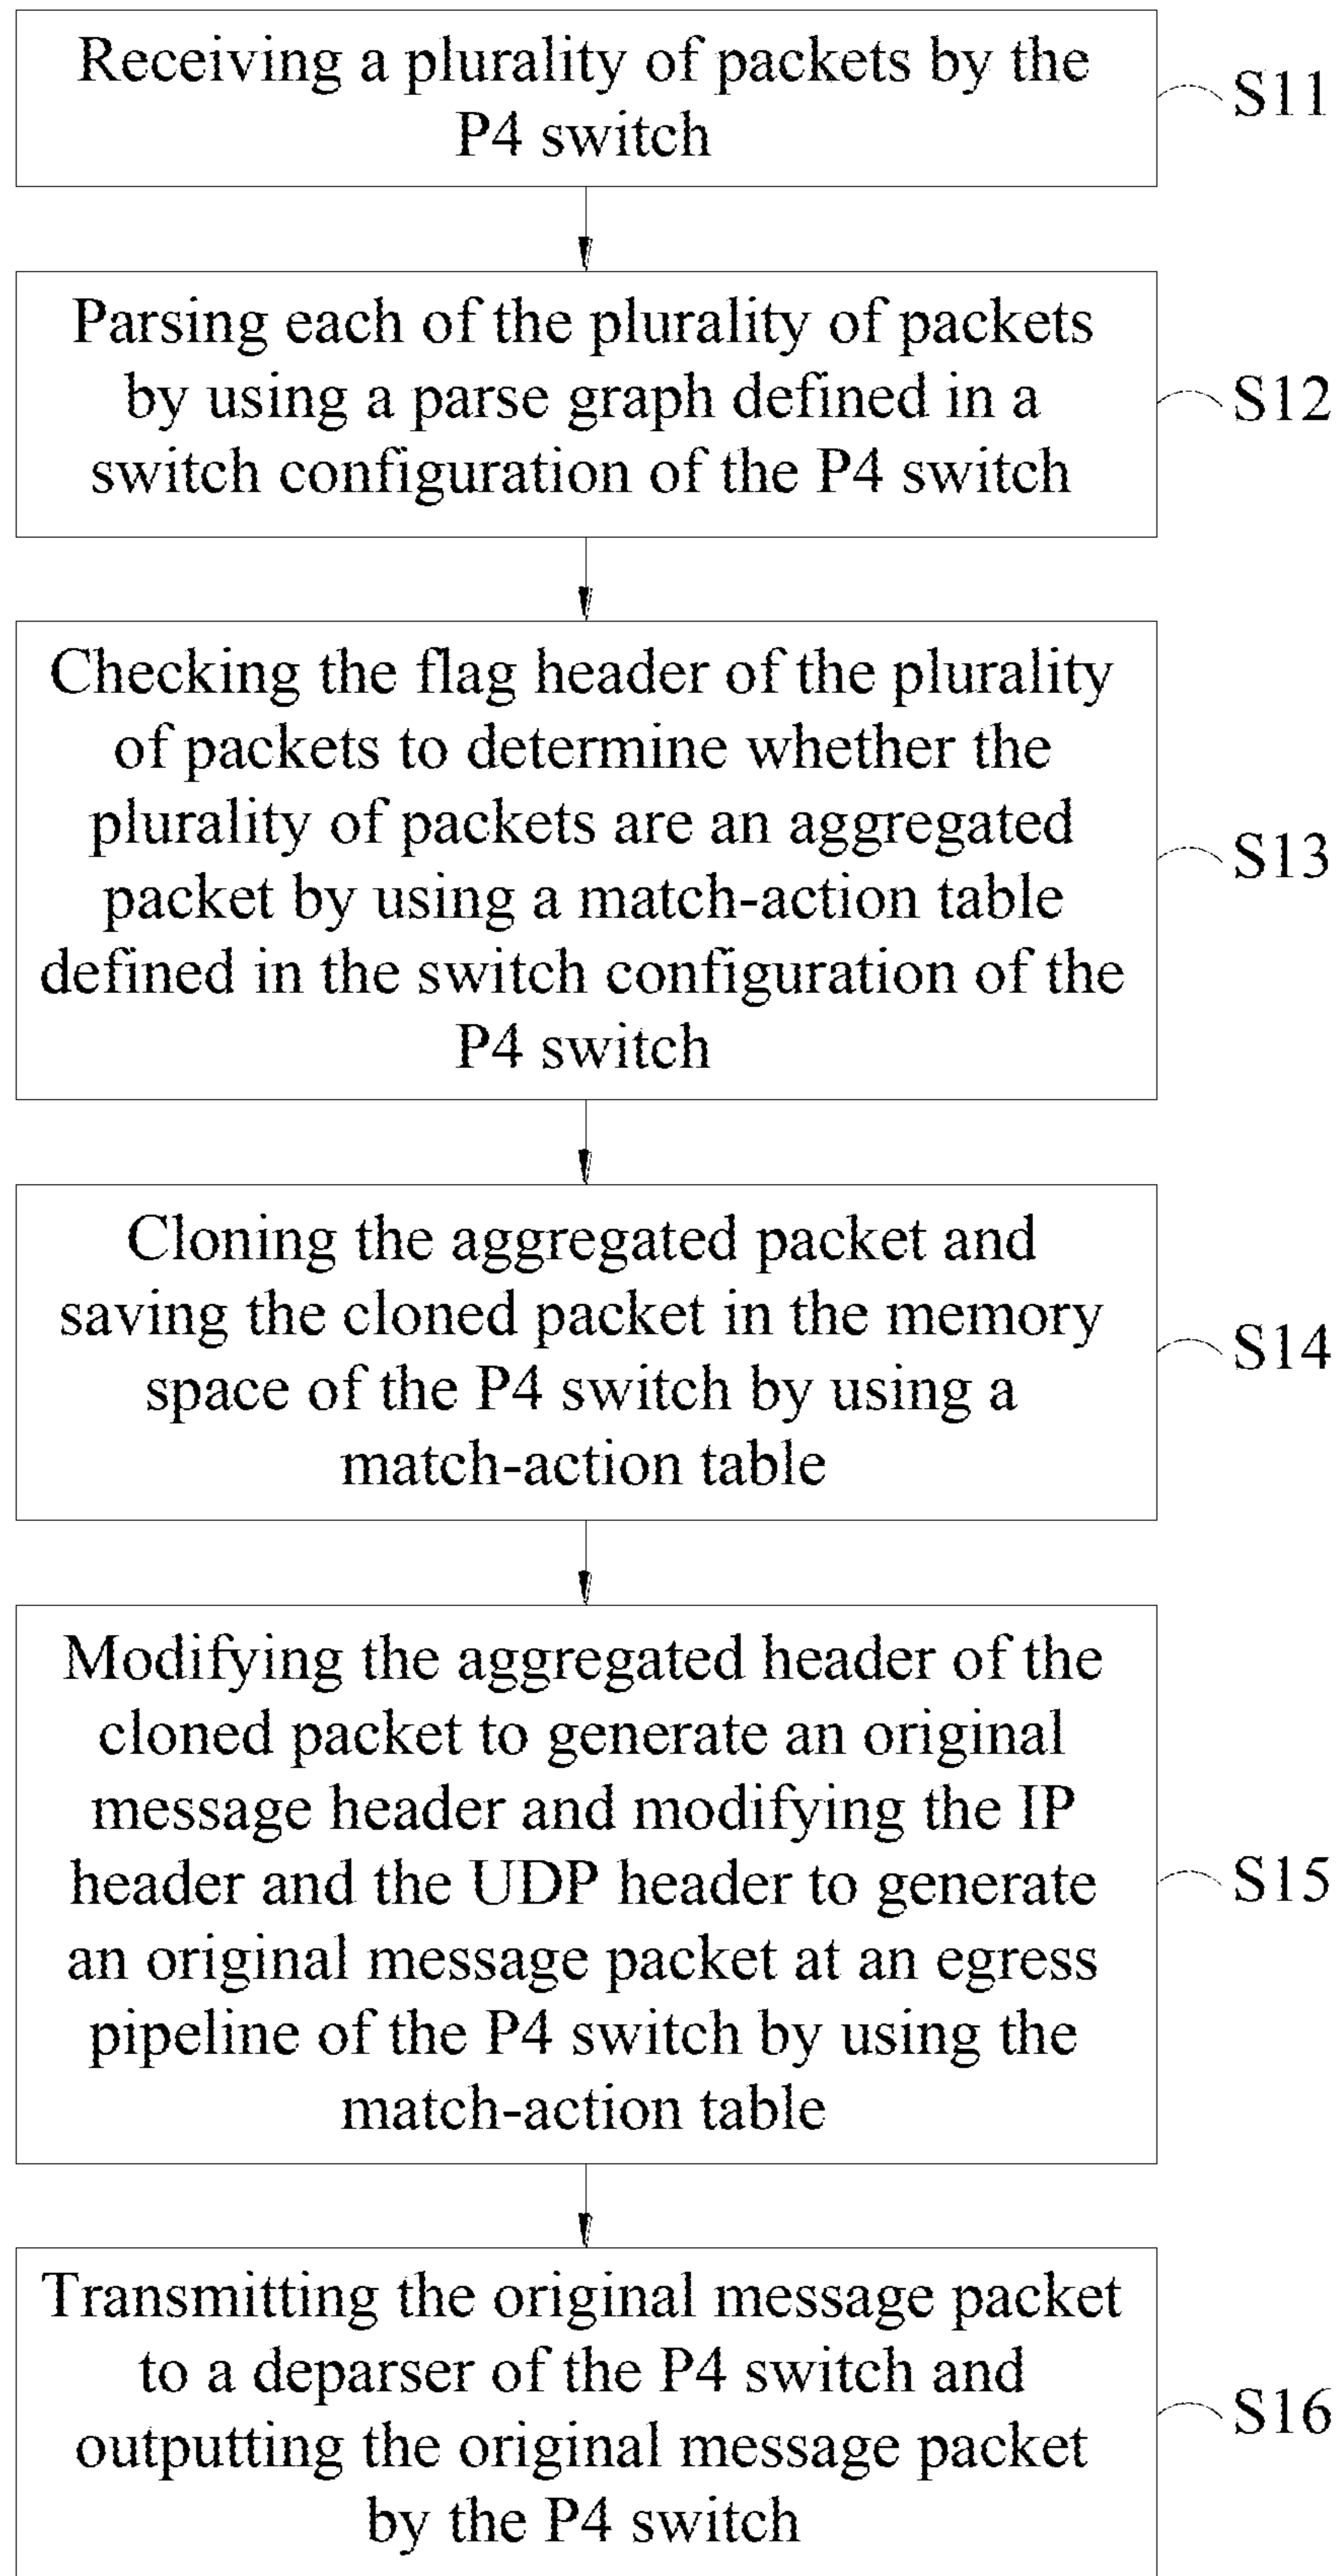 Receiving a plurality of packets by the
P4 switch
S11
Parsing each of the plurality of packets
by using a parse graph defined in a
switch configuration of the P4 switch
S12
Checking the flag header of the plurality
of packets to determine whether the
plurality of packets are an aggregated
packet by using a match-action table
defined in the switch configuration of the
P4 switch
S13
Cloning the aggregated packet and
saving the cloned packet in the memory
space of the P4 switch by using a
match-action table
S14
Modifying the aggregated header of the
cloned packet to generate an original
message header and modifying the IP
header and the UDP header to generate
an original message packet at an egress
pipeline of the P4 switch by using the
match-action table
S15
Transmitting the original message packet
to a deparser of the P4 switch and
outputting the original message packet
by the P4 switch
S16